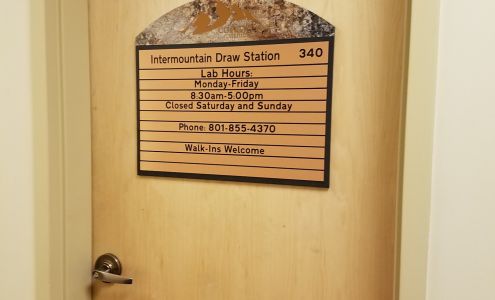 Intermountain Draw Station 340
Lab Hours:
Monday-Friday
8:30am-5:00pm
Closed Saturday and Sunday
Phone: 801-855-4370
Walk-Ins Welcome